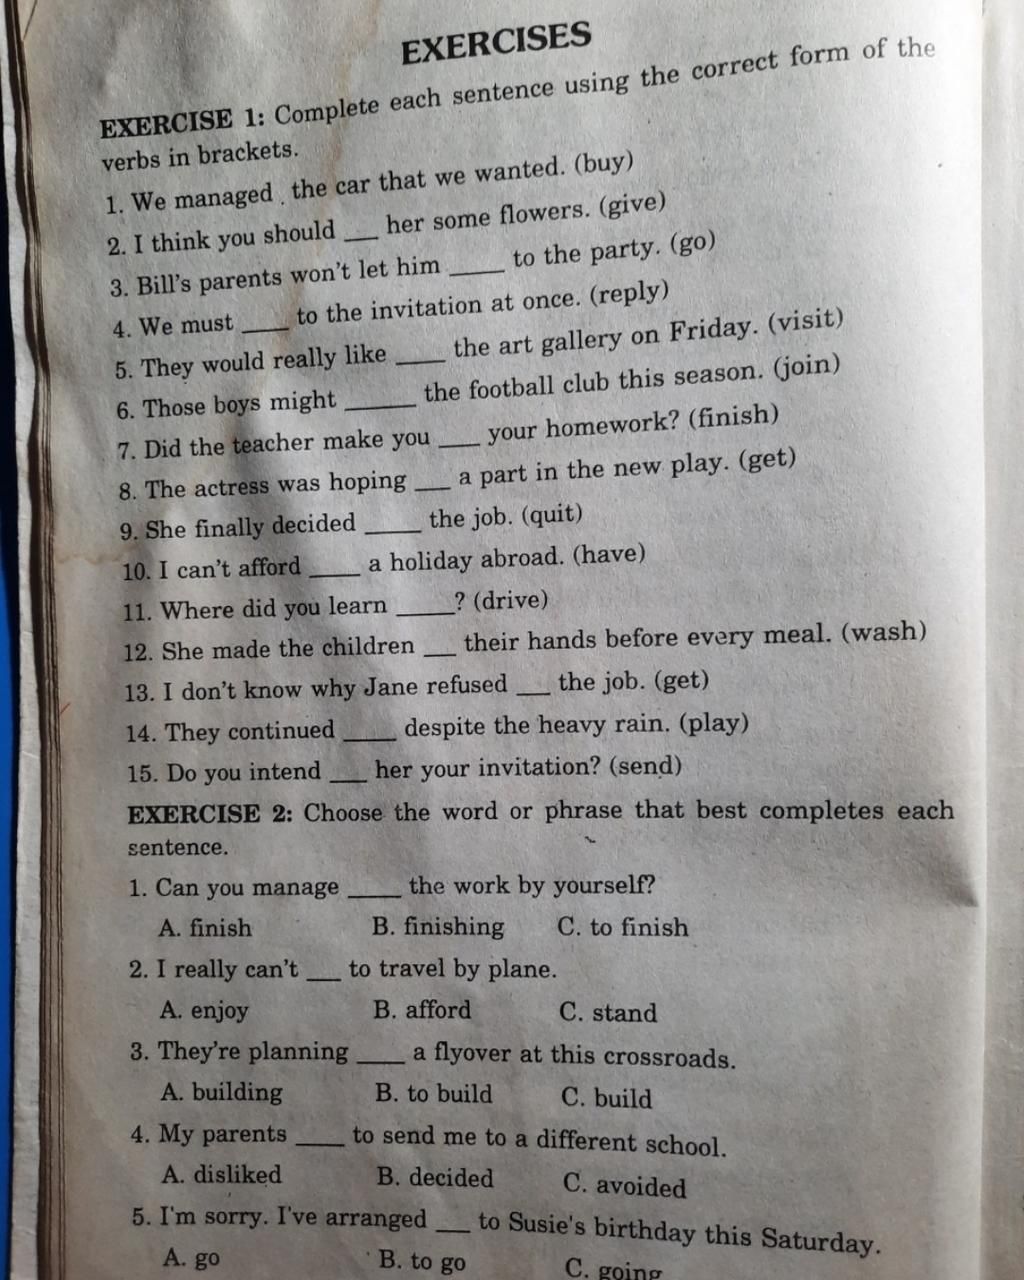 EXERCISES
EXERCISE 1: Complete each sentence using the correct form of the
verbs in brackets.
1. We managed . the car that we wanted. (buy)
2. I think you should ___ her some flowers. (give)
3. Bill's parents won't let him ____ to the party. (go)
4. We must ____ to the invitation at once. (reply)
5. They would really like ____ the art gallery on Friday. (visit)
6. Those boys might _____ the football club this season. (join)
7. Did the teacher make you ___ your homework? (finish)
8. The actress was hoping ___ a part in the new play. (get)
9. She finally decided ____ the job. (quit)
10. I can't afford ____ a holiday abroad. (have)
11. Where did you learn ____? (drive)
12. She made the children ___ their hands before every meal. (wash)
13. I don't know why Jane refused ___ the job. (get)
14. They continued ____ despite the heavy rain. (play)
15. Do you intend ___ her your invitation? (send)
EXERCISE 2: Choose the word or phrase that best completes each
sentence.
1. Can you manage ____ the work by yourself?
A. finish B. finishing C. to finish
2. I really can't ___ to travel by plane.
A. enjoy B. afford C. stand
3. They're planning ____ a flyover at this crossroads.
A. building B. to build C. build
4. My parents ____ to send me to a different school.
A. disliked B. decided C. avoided
5. I'm sorry. I've arranged ___ to Susie's birthday this Saturday.
A. go B. to go C. going